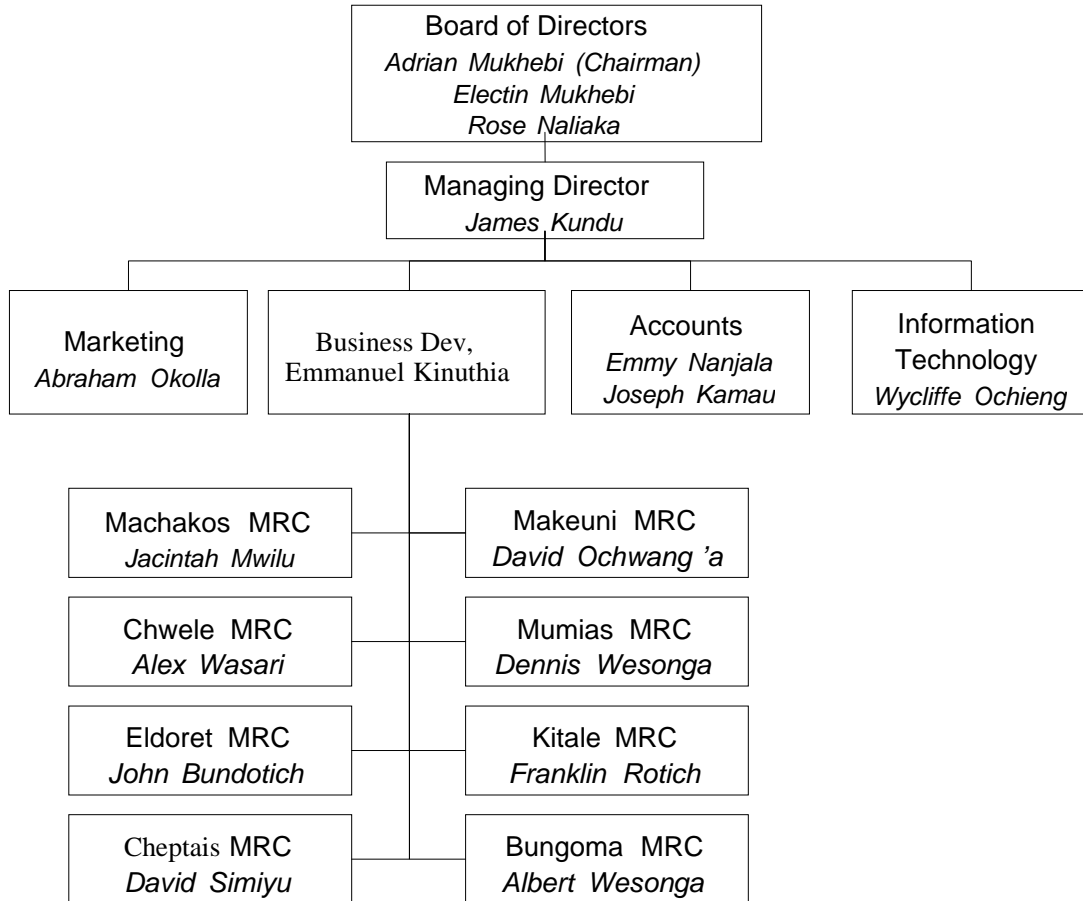 Board of Directors
Adrian Mukhebi (Chairman)
Electin Mukhebi
Rose Naliaka
Managing Director
James Kundu
Marketing
Abraham Okolla
Business Dev,
Emmanuel Kinuthia
Accounts
Emmy Nanjala
Joseph Kamau
Information
Technology
Wycliffe Ochieng
Machakos MRC
Jacintah Mwilu
Makeuni MRC
David Ochwang 'a
Chwele MRC
Alex Wasari
Mumias MRC
Dennis Wesonga
Eldoret MRC
John Bundotich
Kitale MRC
Franklin Rotich
Cheptais MRC
David Simiyu
Bungoma MRC
Albert Wesonga